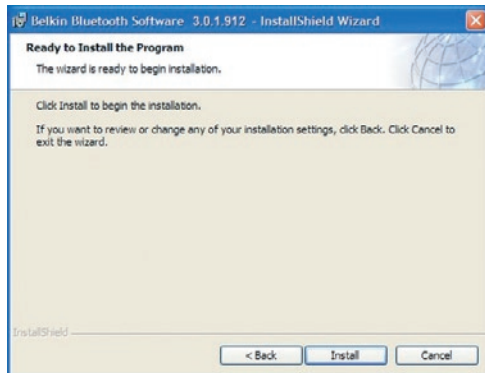 Belkin Bluetooth Software 3.0.1.912 - InstallShield Wizard
Ready to Install the Program
The wizard is ready to begin installation.
Click Install to begin the installation.
If you want to review or change any of your installation settings, click Back. Click Cancel to
exit the wizard.
InstallShield
< Back Install Cancel